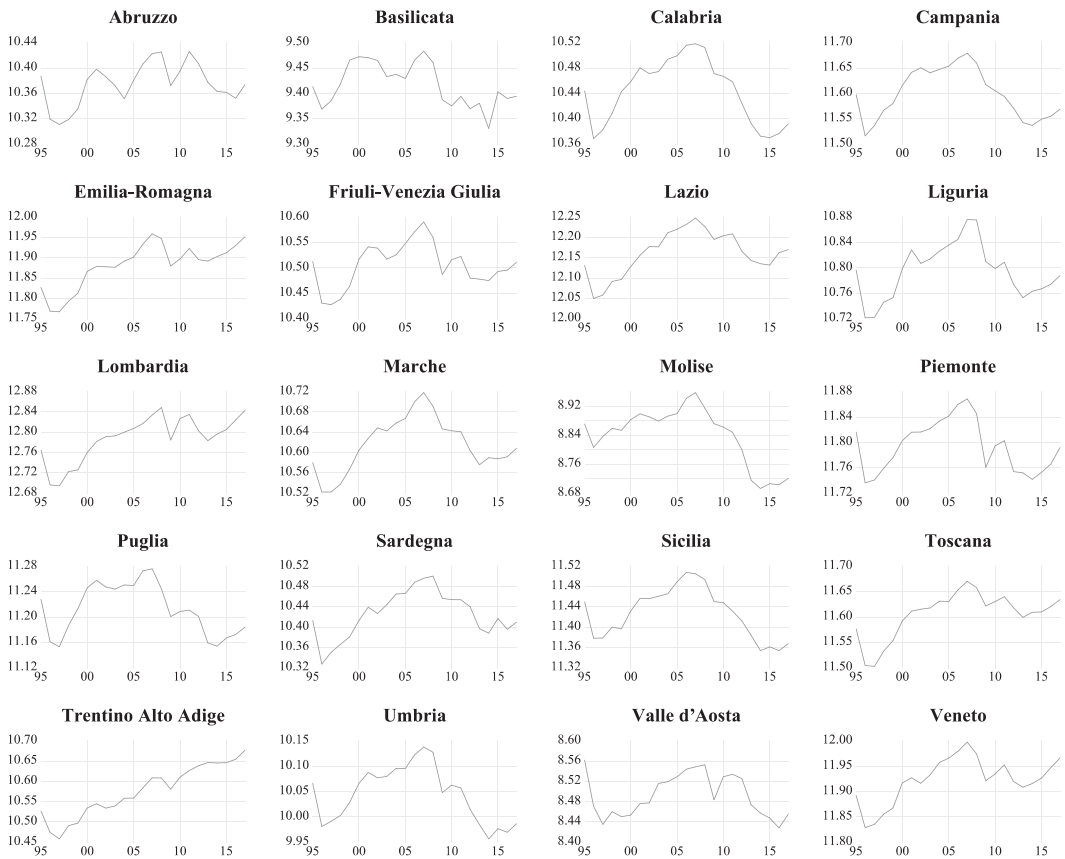 Abruzzo
10.44
10.40
10.36
10.32
10.28
95 00 05 10 15
Basilicata
9.50
9.45
9.40
9.35
9.30
95 00 05 10 15
Calabria
10.52
10.48
10.44
10.40
10.36
95 00 05 10 15
Campania
11.70
11.65
11.60
11.55
11.50
95 00 05 10 15
Emilia-Romagna
12.00
11.95
11.90
11.85
11.80
11.75
95 00 05 10 15
Friuli-Venezia Giulia
10.60
10.55
10.50
10.45
10.40
95 00 05 10 15
Lazio
12.25
12.20
12.15
12.10
12.05
12.00
95 00 05 10 15
Liguria
10.88
10.84
10.80
10.76
10.72
95 00 05 10 15
Lombardia
12.88
12.84
12.80
12.76
12.72
12.68
95 00 05 10 15
Marche
10.72
10.68
10.64
10.60
10.56
10.52
95 00 05 10 15
Molise
8.92
8.84
8.76
8.68
95 00 05 10 15
Piemonte
11.88
11.84
11.80
11.76
11.72
95 00 05 10 15
Puglia
11.28
11.24
11.20
11.16
11.12
95 00 05 10 15
Sardegna
10.52
10.48
10.44
10.40
10.36
10.32
95 00 05 10 15
Sicilia
11.52
11.48
11.44
11.40
11.36
11.32
95 00 05 10 15
Toscana
11.70
11.65
11.60
11.55
11.50
95 00 05 10 15
Trentino Alto Adige
10.70
10.65
10.60
10.55
10.50
10.45
95 00 05 10 15
Umbria
10.15
10.10
10.05
10.00
9.95
95 00 05 10 15
Valle d’Aosta
8.60
8.56
8.52
8.48
8.44
8.40
95 00 05 10 15
Veneto
12.00
11.95
11.90
11.85
11.80
95 00 05 10 15